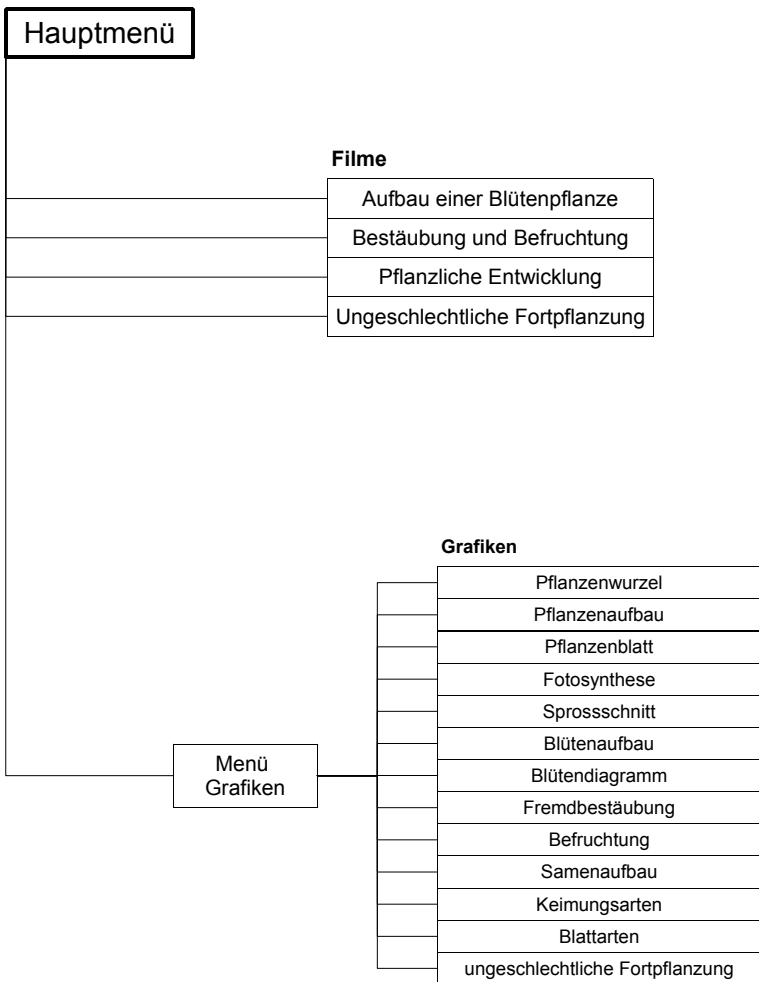 Hauptmenü
Filme
Aufbau einer Blütenpflanze
Bestäubung und Befruchtung
Pflanzliche Entwicklung
Ungeschlechtliche Fortpflanzung
Grafiken
Pflanzenwurzel
Pflanzenaufbau
Pflanzenblatt
Fotosynthese
Sprossschnitt
Blütenaufbau
Menü
Grafiken
Blütendiagramm
Fremdbestäubung
Befruchtung
Samenaufbau
Keimungsarten
Blattarten
ungeschlechtliche Fortpflanzung